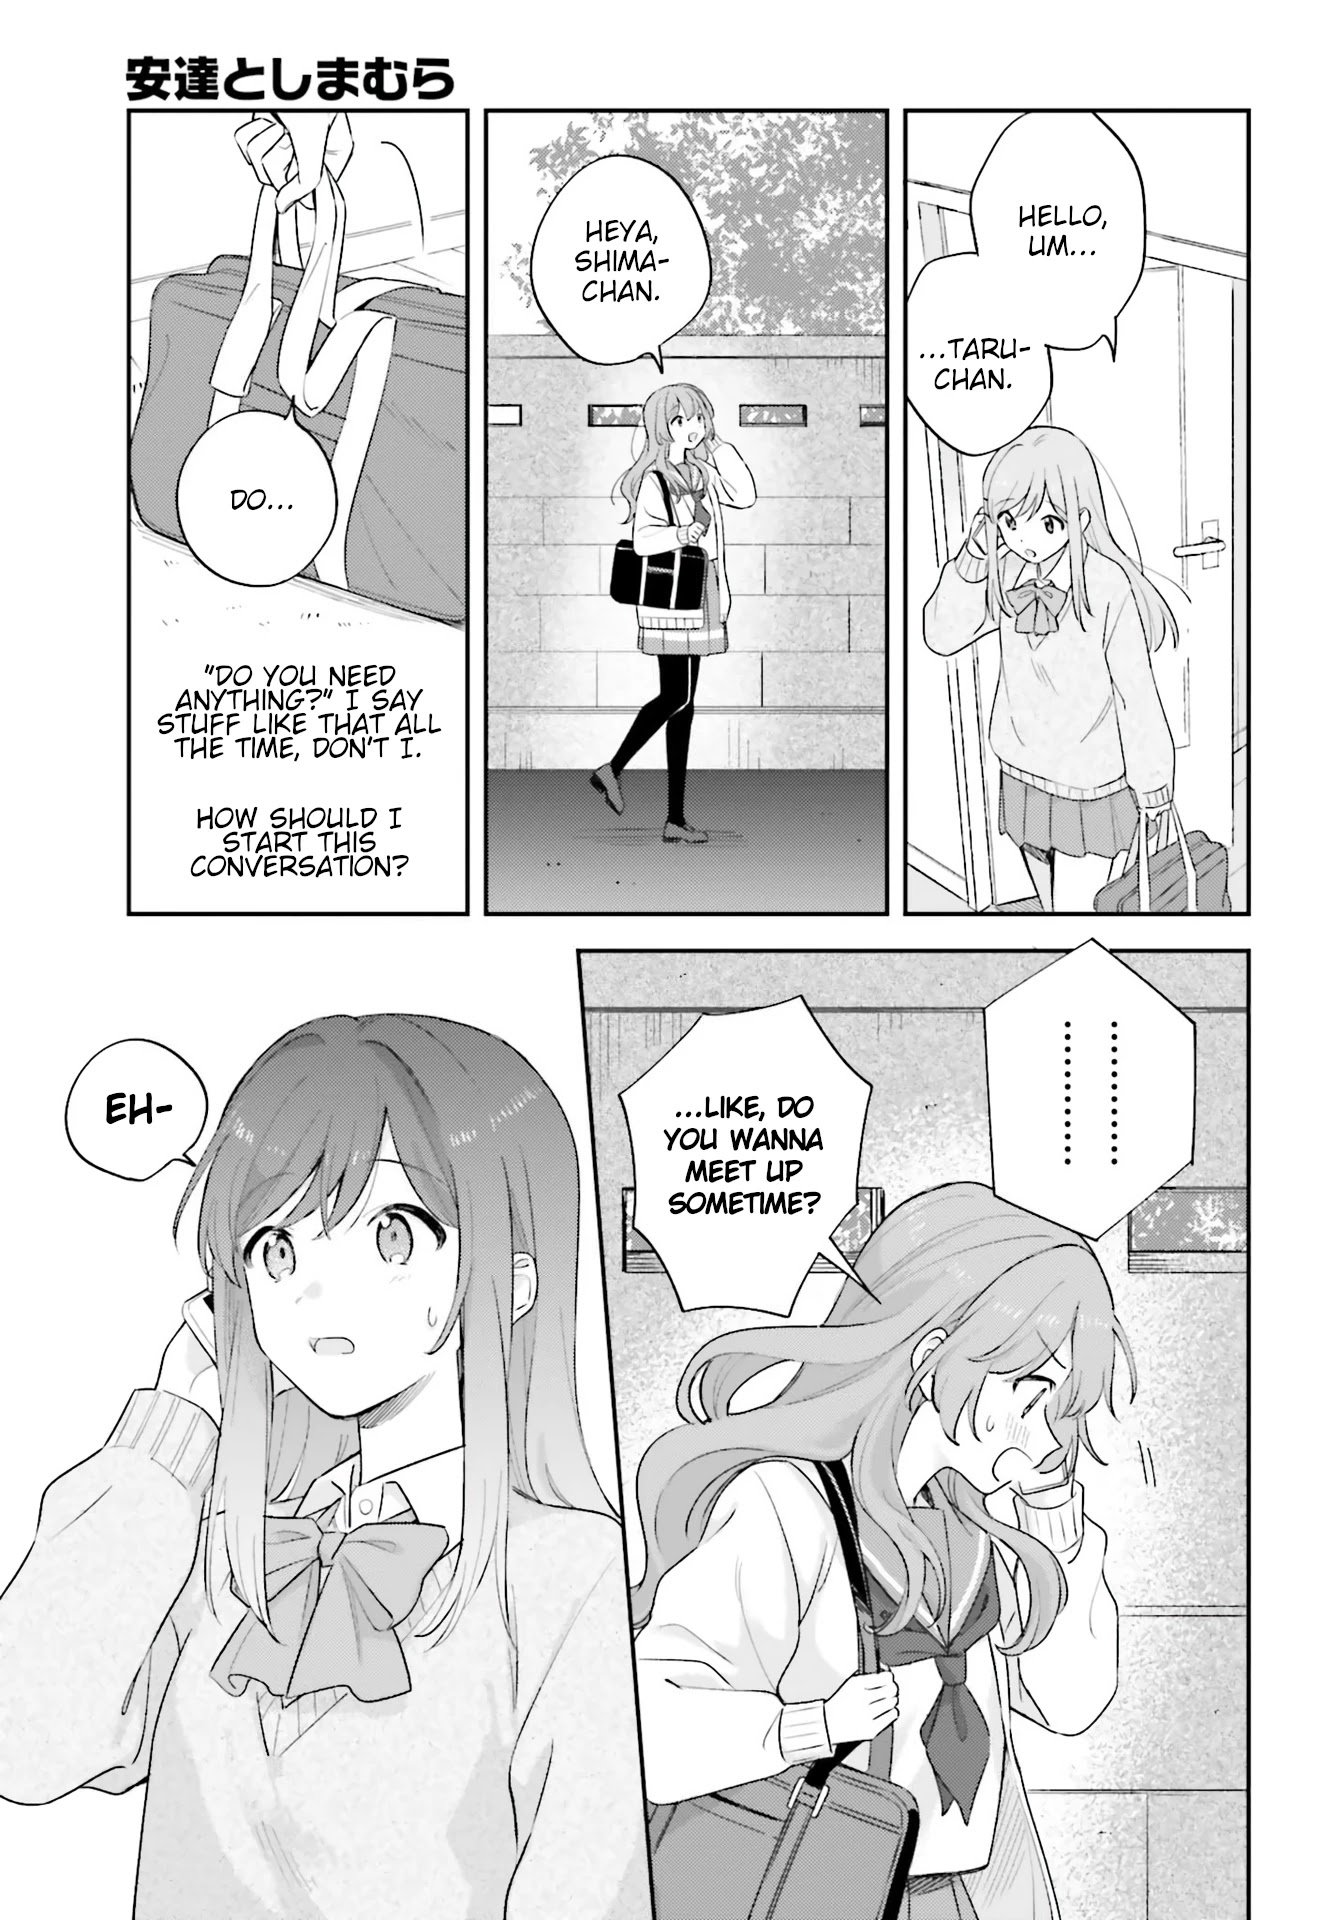 安達としまむら
HELLO,
UM...
...TARU-
CHAN.
HEYA,
SHIMA-
CHAN.
DO...
"DO YOU NEED
ANYTHING?" I SAY
STUFF LIKE THAT ALL
THE TIME, DON'T I.
HOW SHOULD I
START THIS
CONVERSATION?
...LIKE, DO
YOU WANNA
MEET UP
SOMETIME?
EH-